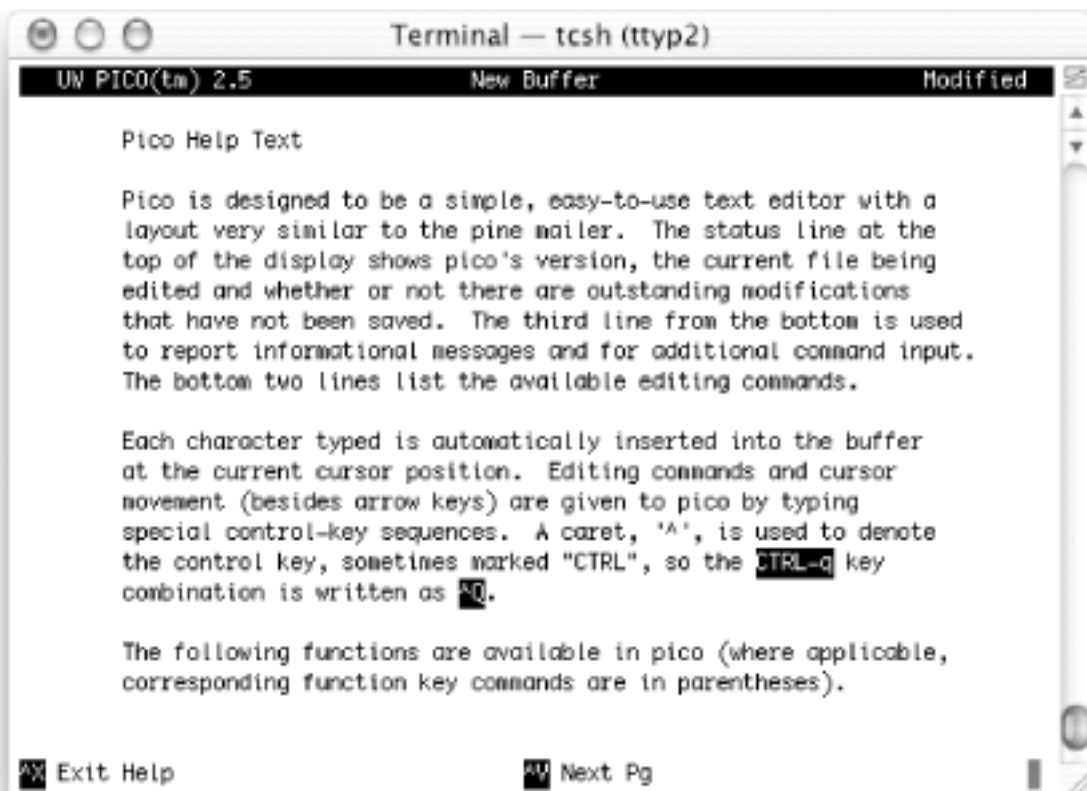 Terminal — tcsh (ttyp2)
UW PICO(tm) 2.5 New Buffer Modified
Pico Help Text
Pico is designed to be a simple, easy-to-use text editor with a
layout very similar to the pine mailer. The status line at the
top of the display shows pico's version, the current file being
edited and whether or not there are outstanding modifications
that have not been saved. The third line from the bottom is used
to report informational messages and for additional command input.
The bottom two lines list the available editing commands.
Each character typed is automatically inserted into the buffer
at the current cursor position. Editing commands and cursor
movement (besides arrow keys) are given to pico by typing
special control-key sequences. A caret, '^', is used to denote
the control key, sometimes marked "CTRL", so the CTRL-q key
combination is written as ^Q.
The following functions are available in pico (where applicable,
corresponding function key commands are in parentheses).
^X Exit Help ^V Next Pg